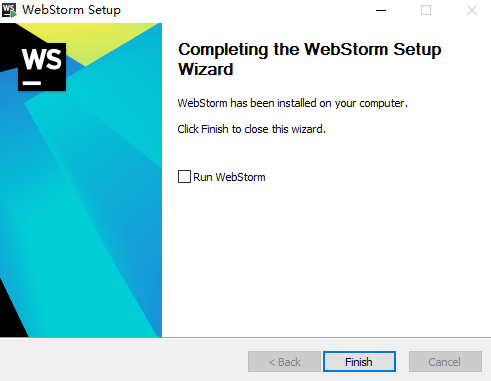 WebStorm Setup
WS
Completing the WebStorm Setup
Wizard
WebStorm has been installed on your computer.
Click Finish to close this wizard.
Run WebStorm
< Back
Finish
Cancel